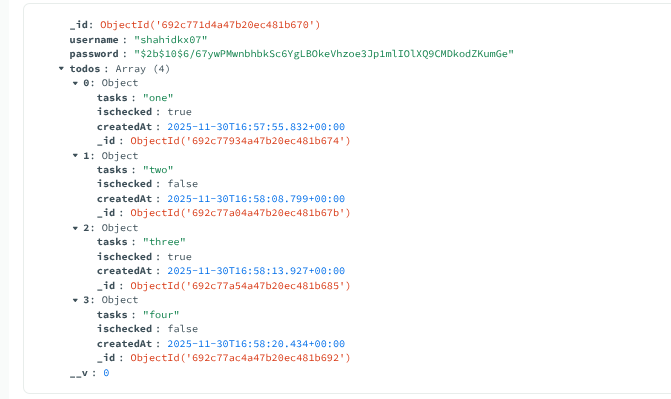 _id: ObjectId('692c771d4a47b20ec481b670')
username : "shahidkx07"
password : "$2b$10$6/67ywPMwnbhbkSc6YgLBOkeVhzoe3Jp1mlIOlXQ9CMDkodZKumGe"
todos : Array (4)
0: Object
tasks : "one"
ischecked : true
createdAt : 2025-11-30T16:57:55.832+00:00
_id : ObjectId('692c77934a47b20ec481b674')
1: Object
tasks : "two"
ischecked : false
createdAt : 2025-11-30T16:58:08.799+00:00
_id : ObjectId('692c77a04a47b20ec481b67b')
2: Object
tasks : "three"
ischecked : true
createdAt : 2025-11-30T16:58:13.927+00:00
_id : ObjectId('692c77a54a47b20ec481b685')
3: Object
tasks : "four"
ischecked : false
createdAt : 2025-11-30T16:58:20.434+00:00
_id : ObjectId('692c77ac4a47b20ec481b692')
__v : 0